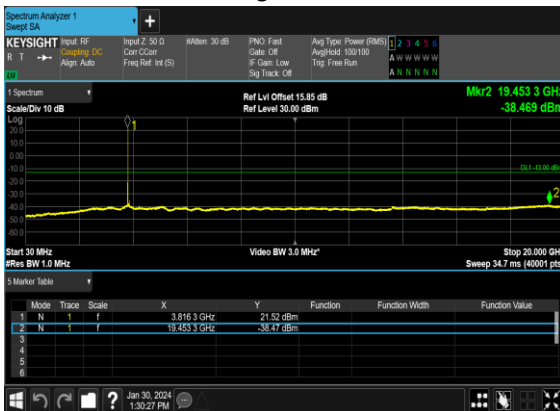 Spectrum Analyzer 1
Swept SA
+
KEYSIGHT Input: RF Input Z: 50 Ω #Atten: 30 dB PNO: Fast Avg Type: Power (RMS) 1 2 3 4 5 6
R T Coupling: DC Corr CCorr Gate: Off Avg|Hold: 100/100 A W W W W W
Align: Auto Freq Ref: Int (S) IF Gain: Low Trig: Free Run
LV Sig Track: Off A N N N N N
1 Spectrum Ref Lvl Offset 15.85 dB Mkr2 19.453 3 GHz
Scale/Div 10 dB Ref Level 30.00 dBm -38.469 dBm
Log
20.0
10.0
0.00
-10.0
-20.0
-30.0
-40.0
-50.0
-60.0
1
DL1 -13.00 dBm
2
Start 30 MHz Video BW 3.0 MHz* Stop 20.000 GHz
#Res BW 1.0 MHz Sweep 34.7 ms (40001 pts)
5 Marker Table
Mode Trace Scale X Y Function Function Width Function Value
1 N 1 f 3.816 3 GHz 21.52 dBm
2 N 1 f 19.453 3 GHz -38.47 dBm
3
4
5
6
? Jan 30, 2024
1:30:27 PM